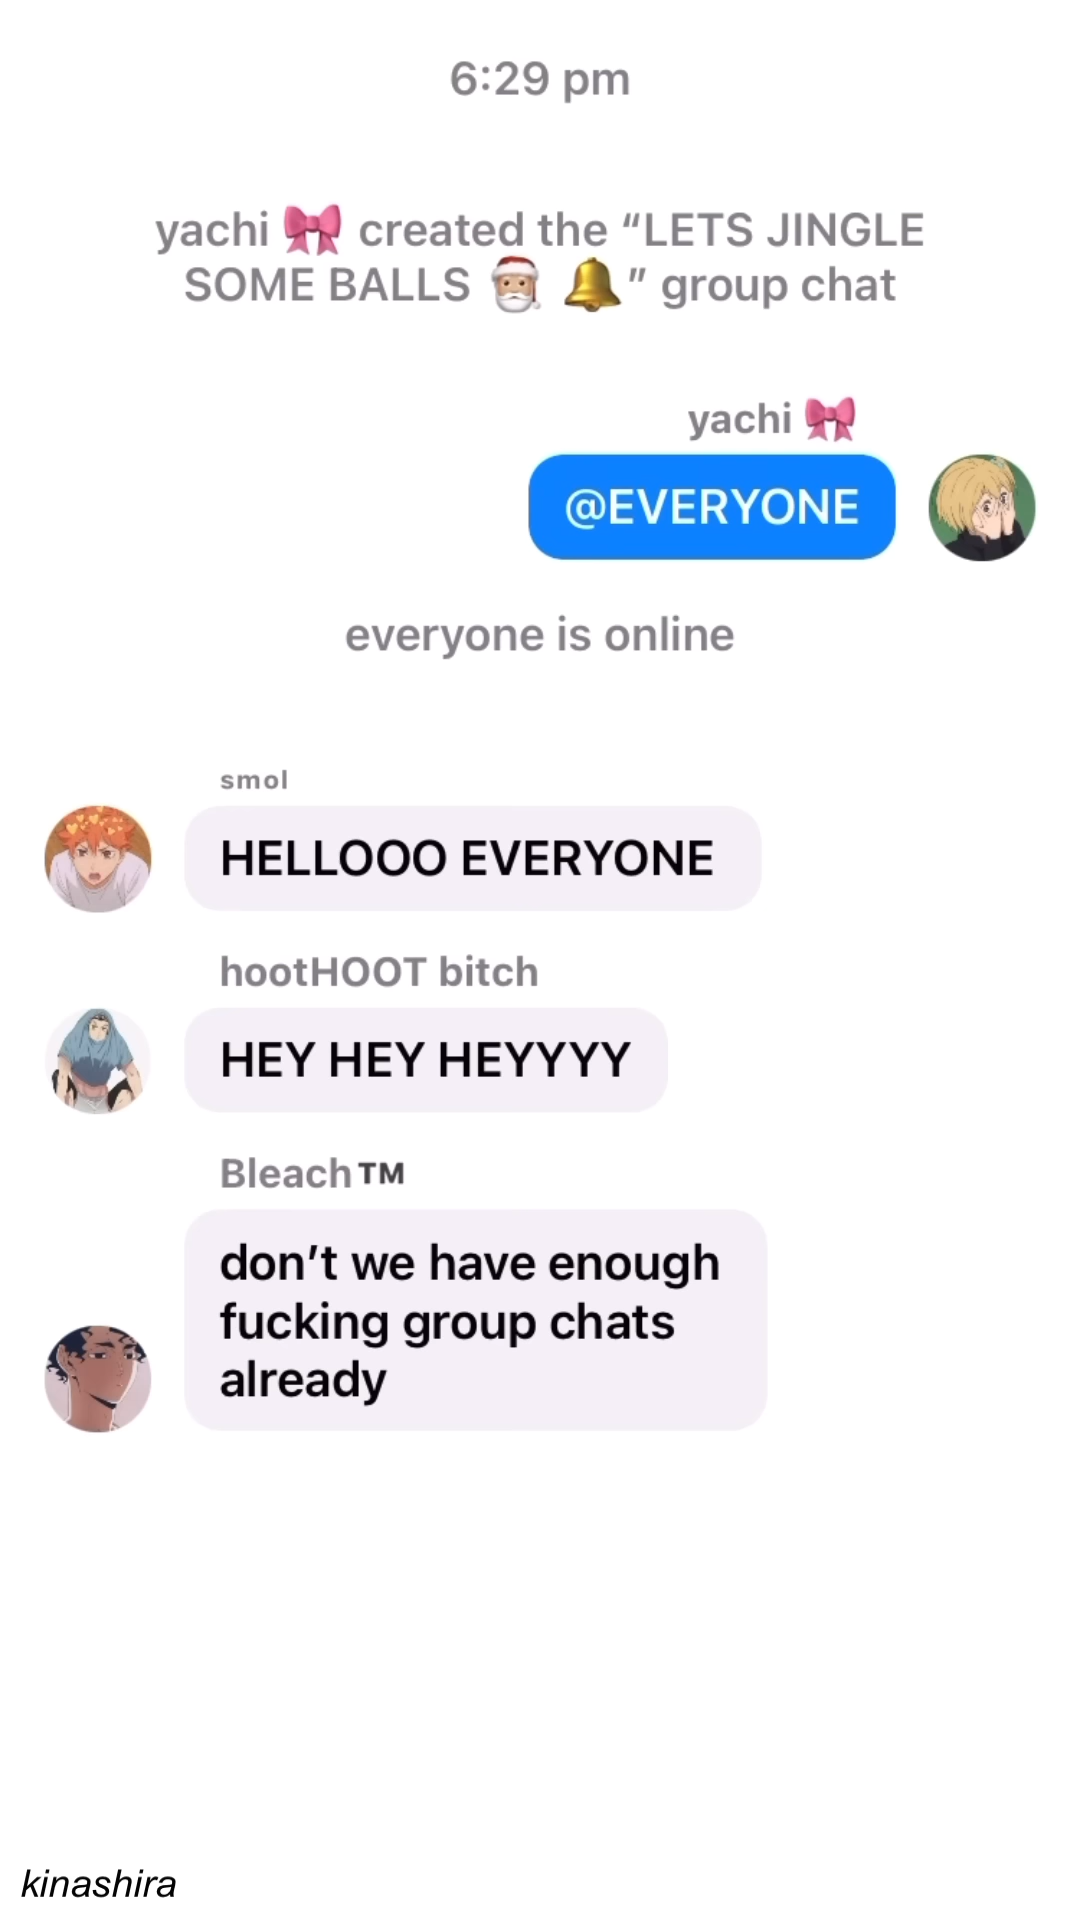 6:29 pm
yachi 🎀 created the “LETS JINGLE
SOME BALLS 🎅🏼 🔔” group chat
yachi 🎀
@EVERYONE
everyone is online
smol
HELLOOO EVERYONE
hootHOOT bitch
HEY HEY HEYYYY
Bleach™️
don’t we have enough
fucking group chats
already
kinashira